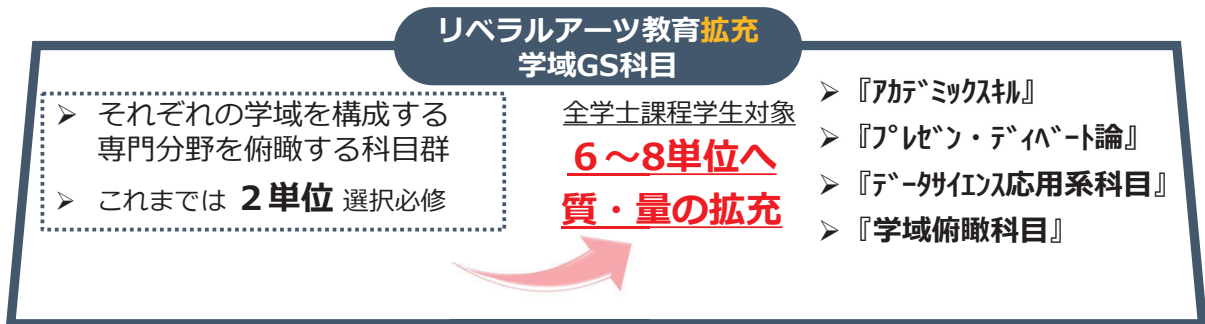 リベラルアーツ教育拡充
学域GS科目
➢ それぞれの学域を構成する
専門分野を俯瞰する科目群
➢ これまでは 2単位 選択必修
全学士課程学生対象
6～8単位へ
質・量の拡充
➢ 『ｱｶﾃﾞﾐｯｸｽｷﾙ』
➢ 『ﾌﾟﾚｾﾞﾝ・ﾃﾞｨﾍﾞｰﾄ論』
➢ 『ﾃﾞｰﾀｻｲｴﾝｽ応用系科目』
➢ 『学域俯瞰科目』